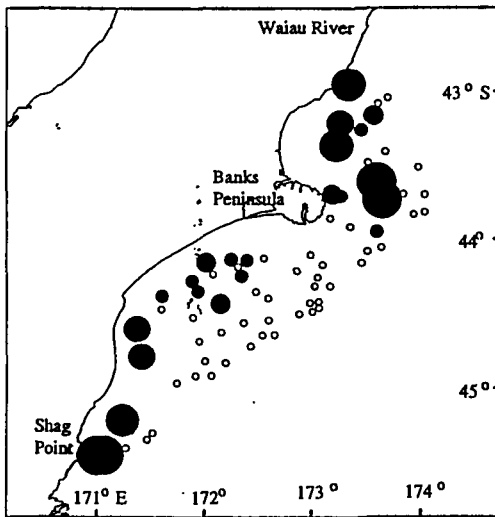 Waiau River
43° S
Banks
Peninsula
44°
45°
Shag
Point
171° E
172°
173°
174°